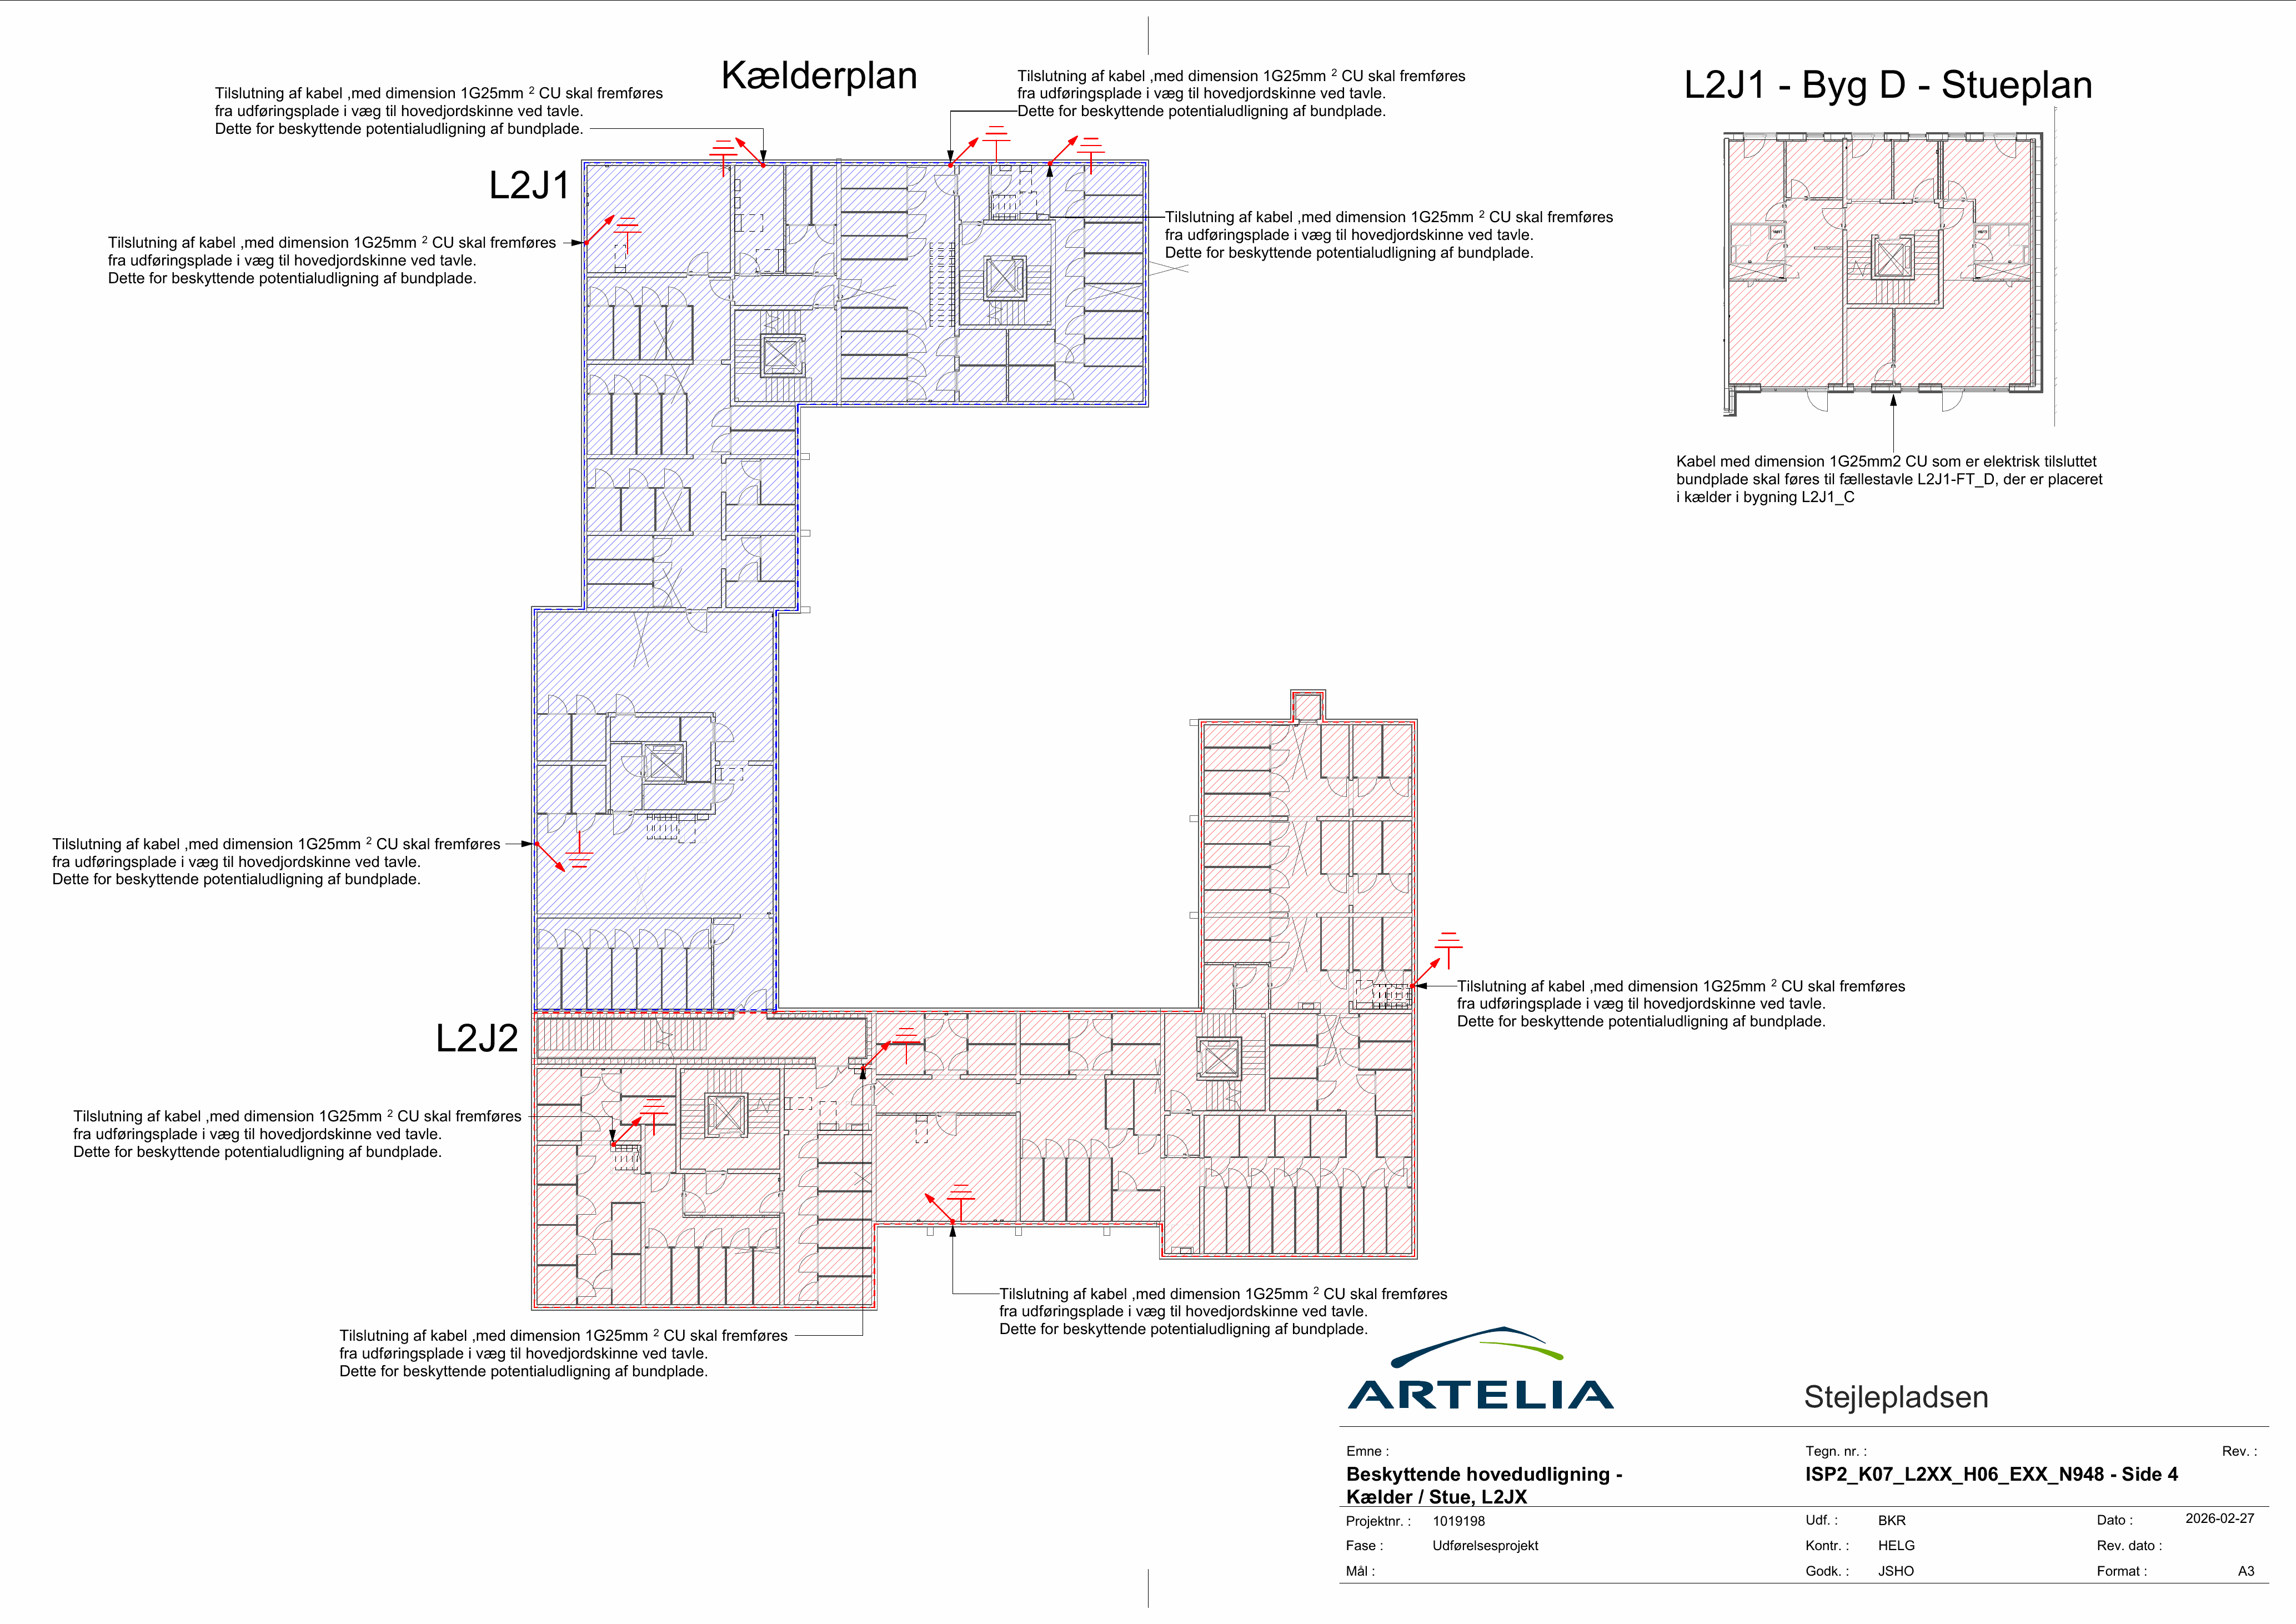 Kælderplan
L2J1 - Byg D - Stueplan
Tilslutning af kabel ,med dimension 1G25mm 2 CU skal fremføres
fra udføringsplade i væg til hovedjordskinne ved tavle.
Dette for beskyttende potentialudligning af bundplade.
Tilslutning af kabel ,med dimension 1G25mm 2 CU skal fremføres
fra udføringsplade i væg til hovedjordskinne ved tavle.
Dette for beskyttende potentialudligning af bundplade.
L2J1
Tilslutning af kabel ,med dimension 1G25mm 2 CU skal fremføres
fra udføringsplade i væg til hovedjordskinne ved tavle.
Dette for beskyttende potentialudligning af bundplade.
Tilslutning af kabel ,med dimension 1G25mm 2 CU skal fremføres
fra udføringsplade i væg til hovedjordskinne ved tavle.
Dette for beskyttende potentialudligning af bundplade.
Kabel med dimension 1G25mm2 CU som er elektrisk tilsluttet
bundplade skal føres til fællestavle L2J1-FT_D, der er placeret
i kælder i bygning L2J1_C
Tilslutning af kabel ,med dimension 1G25mm 2 CU skal fremføres
fra udføringsplade i væg til hovedjordskinne ved tavle.
Dette for beskyttende potentialudligning af bundplade.
Tilslutning af kabel ,med dimension 1G25mm 2 CU skal fremføres
fra udføringsplade i væg til hovedjordskinne ved tavle.
Dette for beskyttende potentialudligning af bundplade.
L2J2
Tilslutning af kabel ,med dimension 1G25mm 2 CU skal fremføres
fra udføringsplade i væg til hovedjordskinne ved tavle.
Dette for beskyttende potentialudligning af bundplade.
Tilslutning af kabel ,med dimension 1G25mm 2 CU skal fremføres
fra udføringsplade i væg til hovedjordskinne ved tavle.
Dette for beskyttende potentialudligning af bundplade.
Tilslutning af kabel ,med dimension 1G25mm 2 CU skal fremføres
fra udføringsplade i væg til hovedjordskinne ved tavle.
Dette for beskyttende potentialudligning af bundplade.
ARTELIA
Stejlepladsen
Emne :
Beskyttende hovedudligning -
Kælder / Stue, L2JX
Tegn. nr. :
Rev. :
ISP2_K07_L2XX_H06_EXX_N948 - Side 4
Projektnr. : 1019198
Fase : Udførelsesprojekt
Mål :
Udf. : BKR
Kontr. : HELG
Godk. : JSHO
Dato : 2026-02-27
Rev. dato :
Format : A3